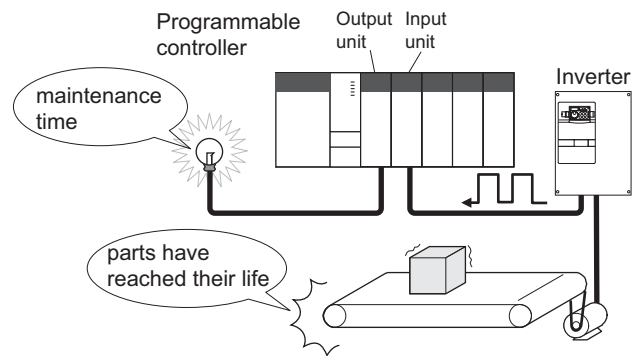 Programmable
controller
Output
unit
Input
unit
Inverter
maintenance
time
parts have
reached their life